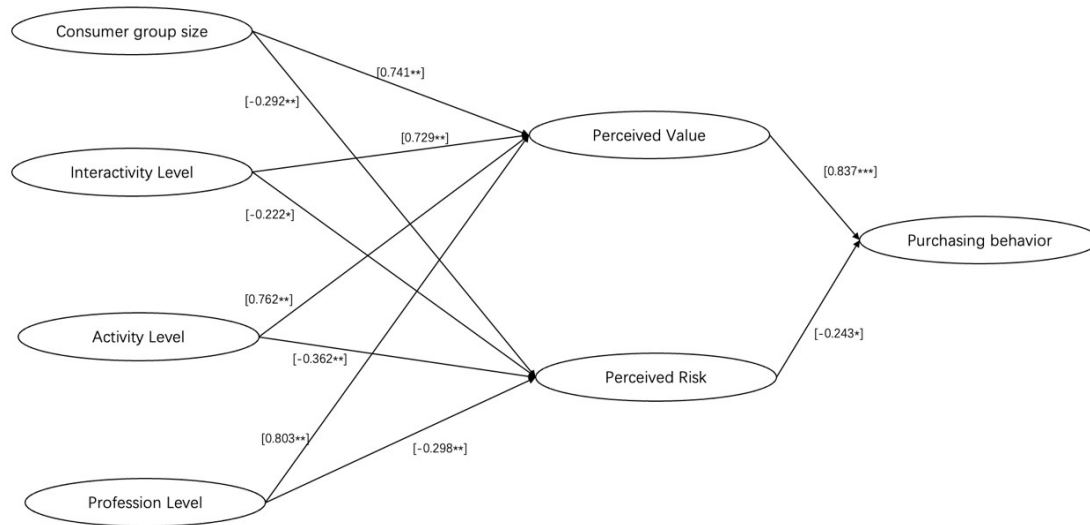 Consumer group size
[0.741**]
[-0.292**]
[0.729**]
Perceived Value
Interactivity Level
[0.837***]
[-0.222*]
Purchasing behavior
[0.762**]
Activity Level
[-0.243*]
[-0.362**]
Perceived Risk
[0.803**]
[-0.298**]
Profession Level